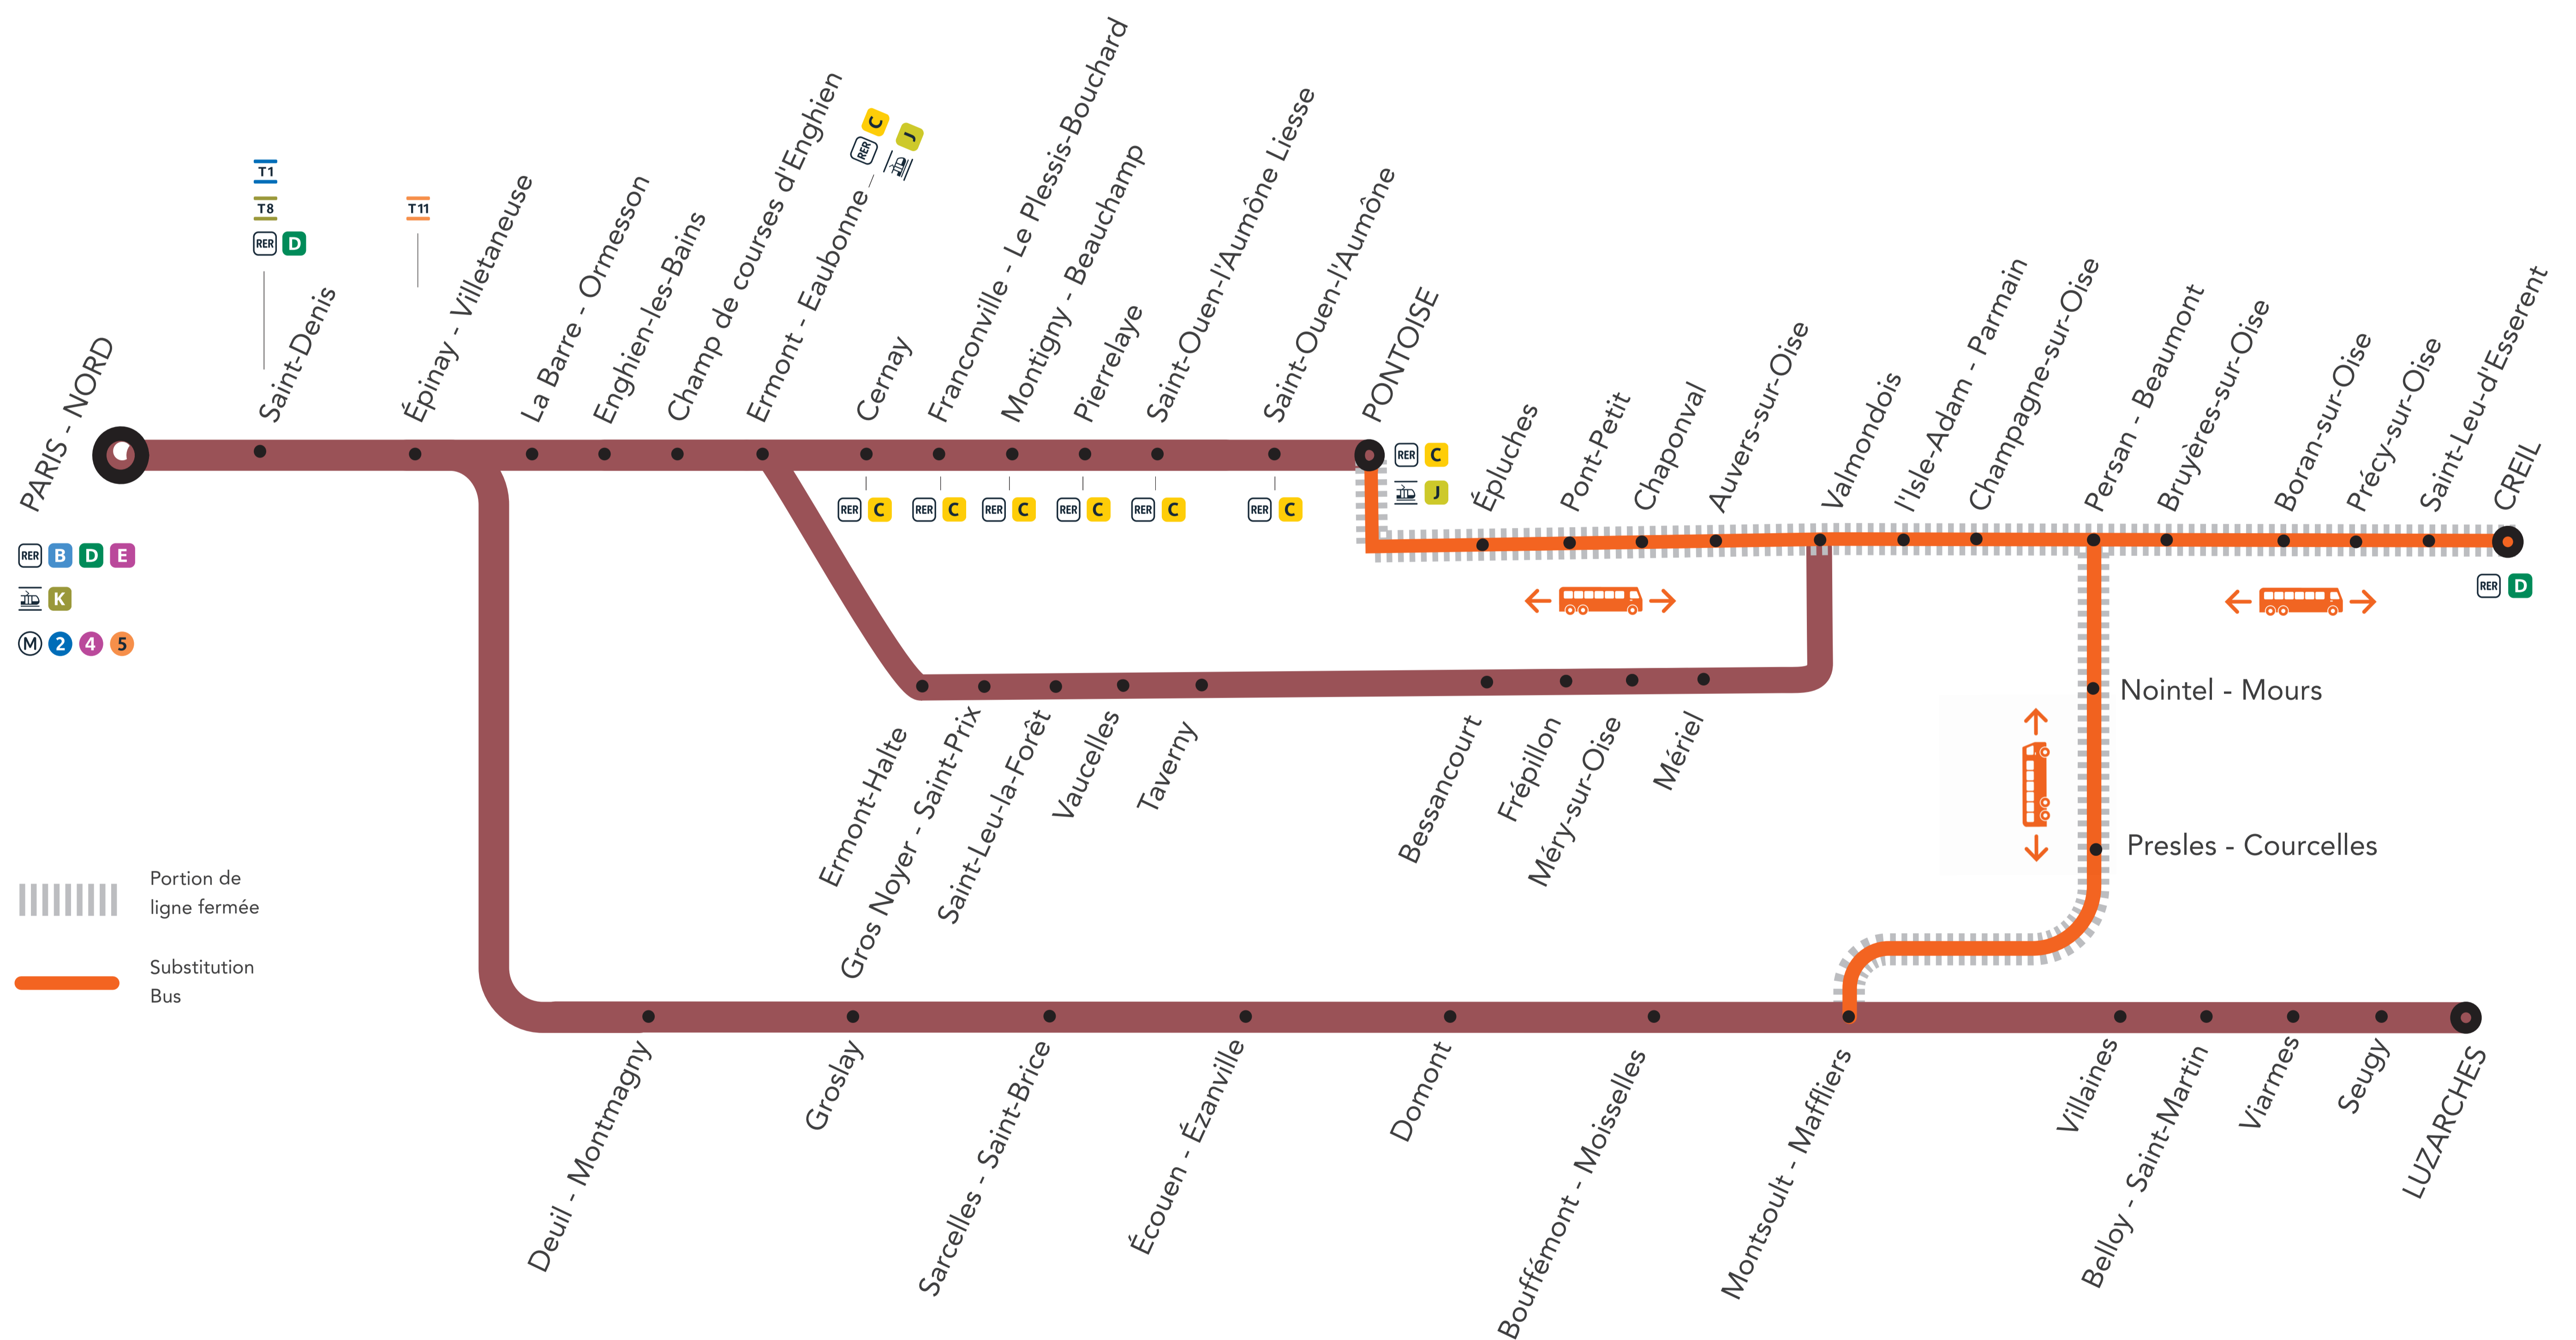 PARIS - NORD
RER B D E
K
M 2 4 5
T1
T8
RER D
Saint-Denis
T11
Épinay - Villetaneuse
La Barre - Ormesson
Enghien-les-Bains
Champ de courses d'Enghien
Ermont - Eaubonne
RER C
J
Cernay
RER C
Franconville - Le Plessis-Bouchard
RER C
Montigny - Beauchamp
RER C
Pierrelaye
RER C
Saint-Ouen-l'Aumône Liesse
RER C
Saint-Ouen-l'Aumône
RER C
PONTOISE
RER C
J
Épluches
Pont-Petit
Chaponval
Auvers-sur-Oise
Valmondois
l'Isle-Adam - Parmain
Champagne-sur-Oise
Persan - Beaumont
Bruyères-sur-Oise
Boran-sur-Oise
Précy-sur-Oise
Saint-Leu-d'Esserent
CREIL
RER D
Ermont-Halte
Gros Noyer - Saint-Prix
Saint-Leu-la-Forêt
Vaucelles
Taverny
Bessancourt
Frépillon
Méry-sur-Oise
Mériel
Nointel - Mours
Presles - Courcelles
Portion de
ligne fermée
Substitution
Bus
Deuil - Montmagny
Groslay
Sarcelles - Saint-Brice
Écouen - Ézanville
Domont
Bouffémont - Moisselles
Montsoult - Maffliers
Villaines
Belloy - Saint-Martin
Viarmes
Seugy
LUZARCHES